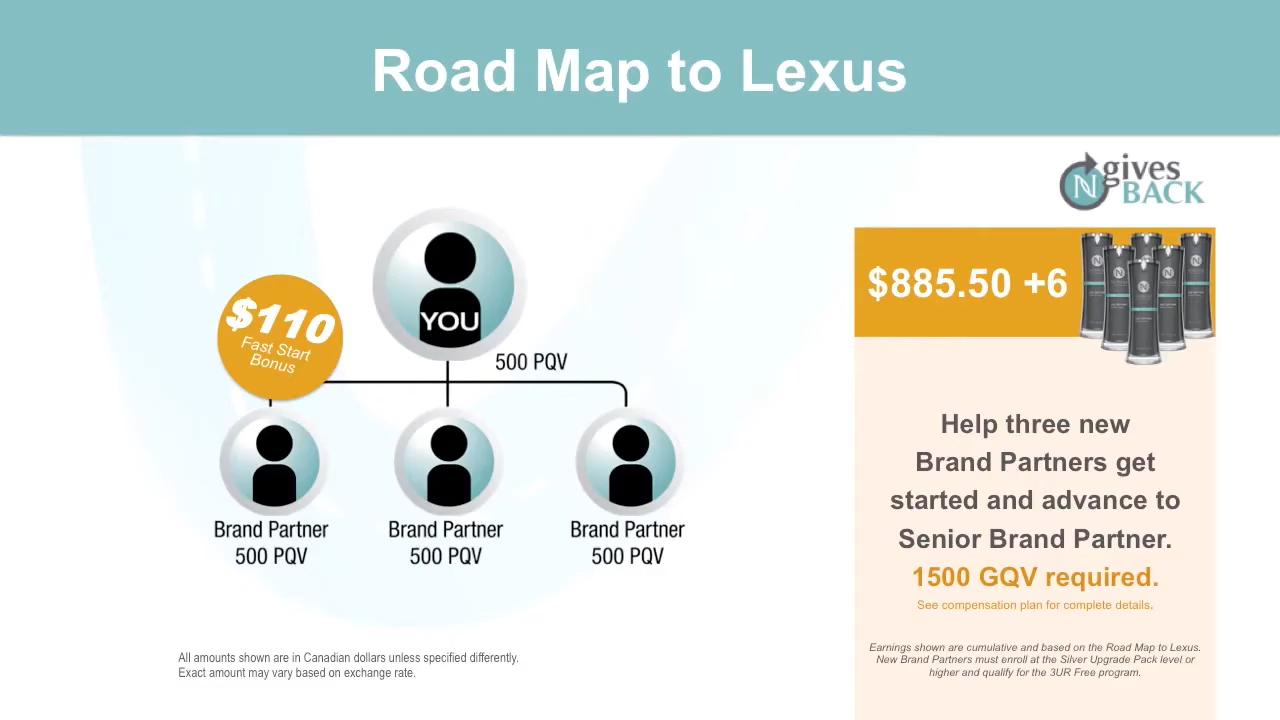 Road Map to Lexus
N gives
BACK
$885.50 +6
$110
Fast Start
Bonus
YOU
500 PQV
Brand Partner
500 PQV
Brand Partner
500 PQV
Brand Partner
500 PQV
Help three new
Brand Partners get
started and advance to
Senior Brand Partner.
1500 GQV required.
See compensation plan for complete details.
Earnings shown are cumulative and based on the Road Map to Lexus.
New Brand Partners must enroll at the Silver Upgrade Pack level or
higher and qualify for the 3UR Free program.
All amounts shown are in Canadian dollars unless specified differently.
Exact amount may vary based on exchange rate.